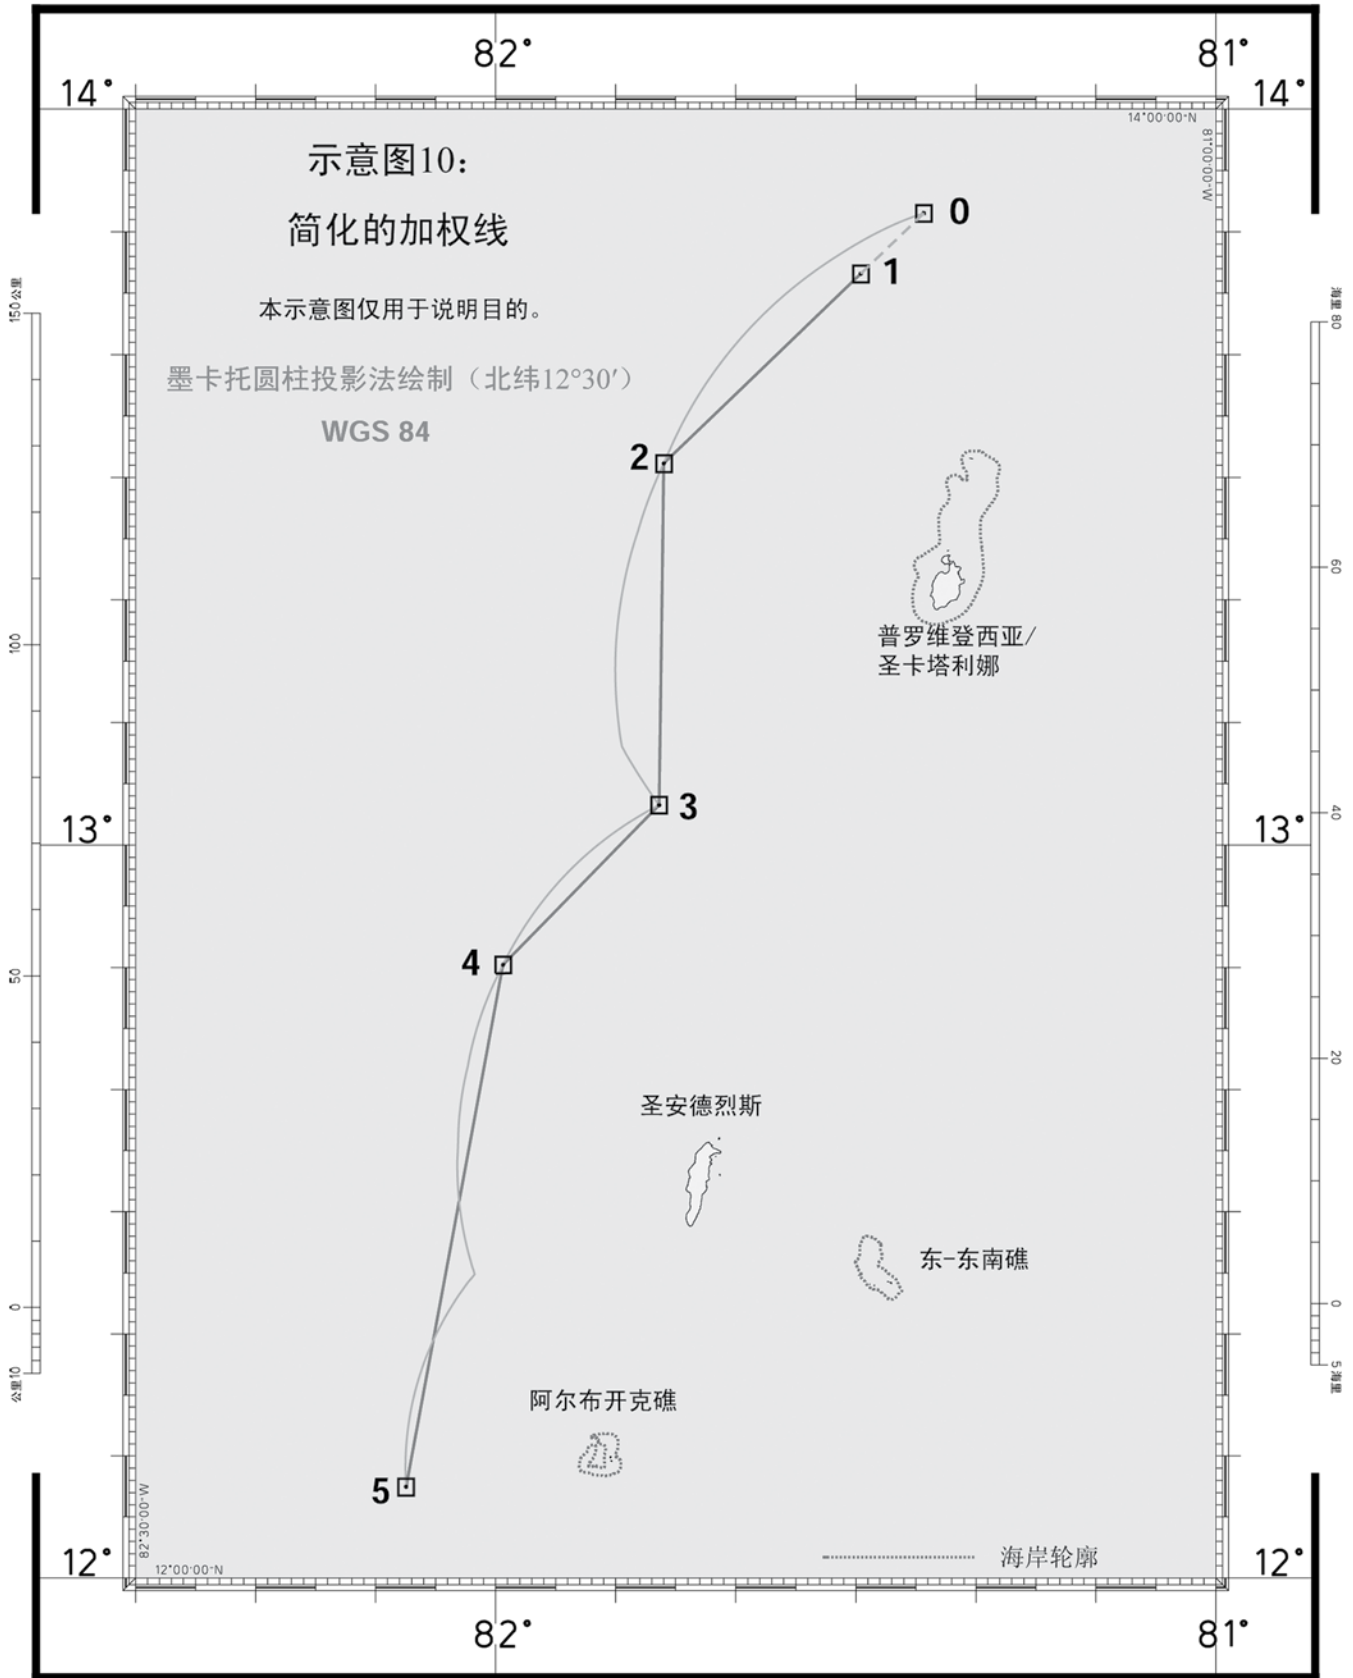 82° 81°
14° 14°
14°00'00"N
81°00'00"W
示意图10：
简化的加权线
本示意图仅用于说明目的。
墨卡托圆柱投影法绘制（北纬12°30′）
WGS 84
0
1
2
150公里
海里 80
60
100
普罗维登西亚/
圣卡塔利娜
3
40
13° 13°
4
50
20
圣安德烈斯
东-东南礁
0
0
公里10
5海里
阿尔布开克礁
5
82°30'00"W
12°00'00"N
海岸轮廓
12° 12°
82° 81°